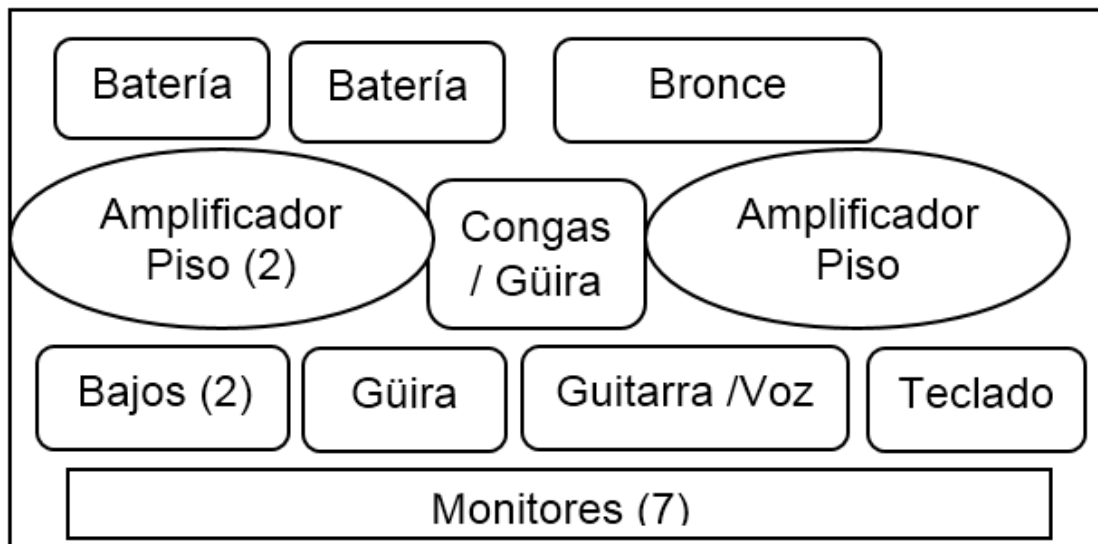 Batería
Batería
Bronce
Amplificador
Piso (2)
Congas
/ Güira
Amplificador
Piso
Bajos (2)
Güira
Guitarra /Voz
Teclado
Monitores (7)